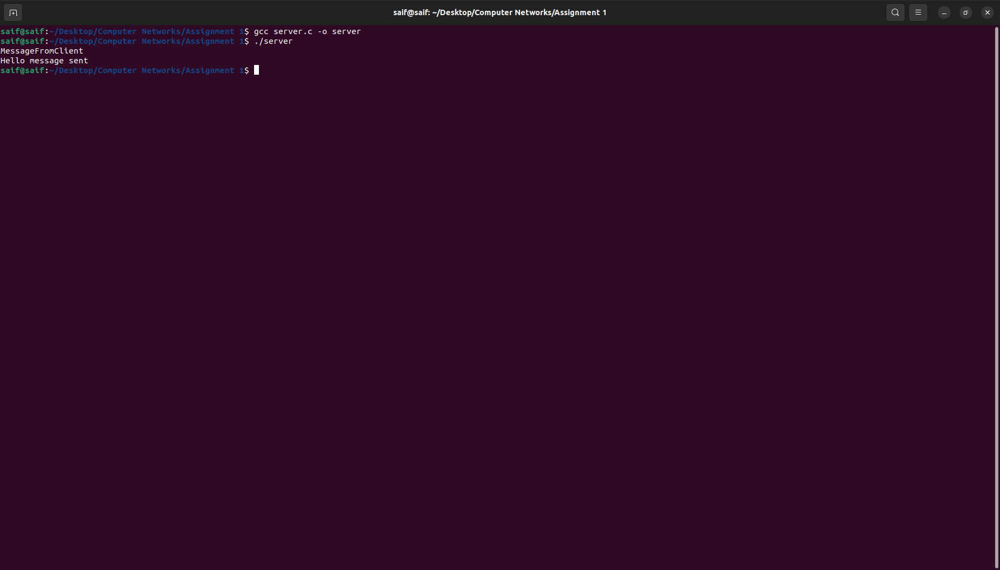 saif@saif: ~/Desktop/Computer Networks/Assignment 1
saif@saif:~/Desktop/Computer Networks/Assignment 1$ gcc server.c -o server
saif@saif:~/Desktop/Computer Networks/Assignment 1$ ./server
MessageFromClient
Hello message sent
saif@saif:~/Desktop/Computer Networks/Assignment 1$